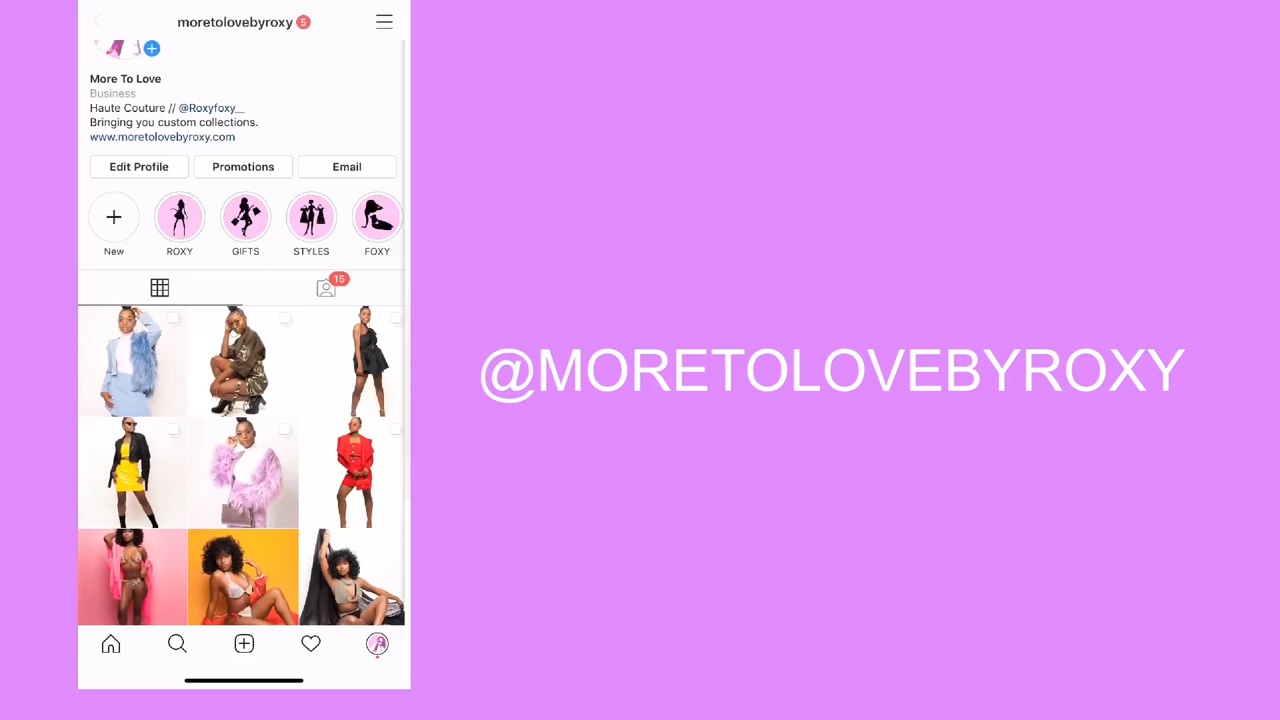 moretolovebyroxy 5
More To Love
Business
Haute Couture // @Roxyfoxy__
Bringing you custom collections.
www.moretolovebyroxy.com
Edit Profile Promotions Email
New ROXY GIFTS STYLES FOXY
15
@MORETOLOVEBYROXY